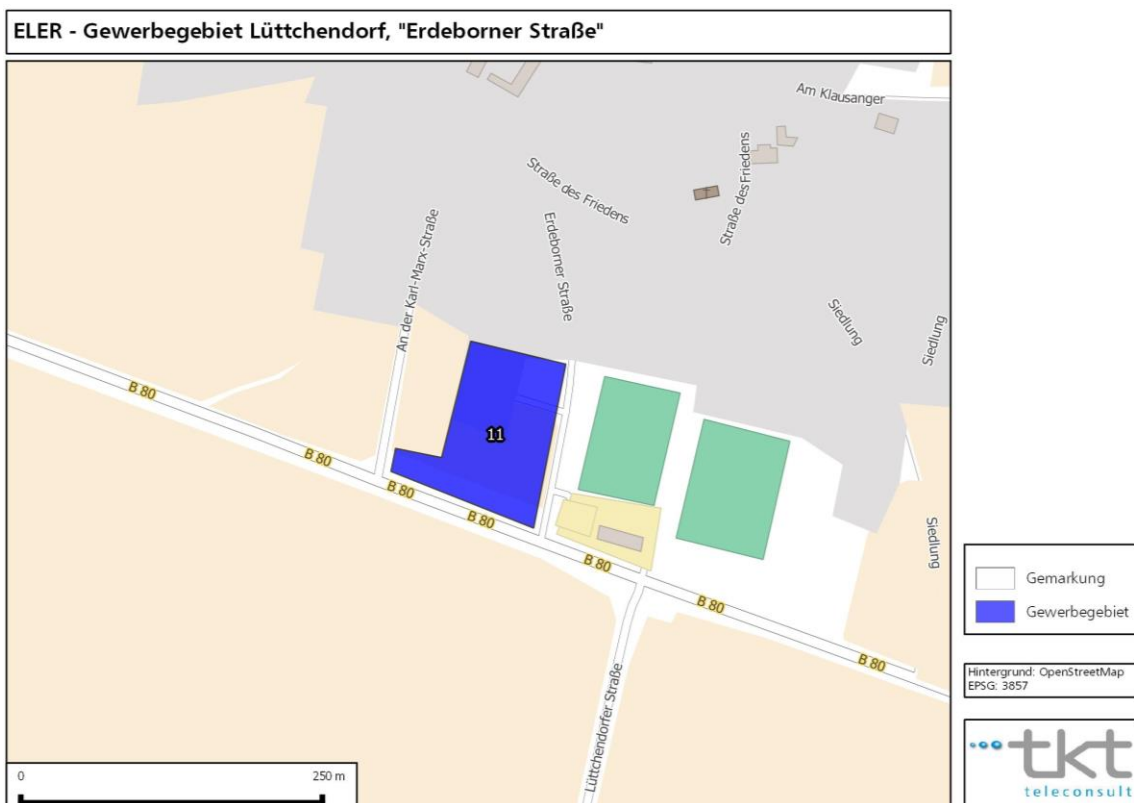 ELER - Gewerbegebiet Lüttchendorf, "Erdeborner Straße"
Am Klausanger
Straße des Friedens
Straße des Friedens
Erdeborner Straße
An der Karl-Marx-Straße
Siedlung
Siedlung
B 80
11
B 80
B 80
B 80
Siedlung
B 80
B 80
B 80
Lüttchendorfer Straße
0 250 m
Gemarkung
Gewerbegebiet
Hintergrund: OpenStreetMap
EPSG: 3857
tkt
teleconsult